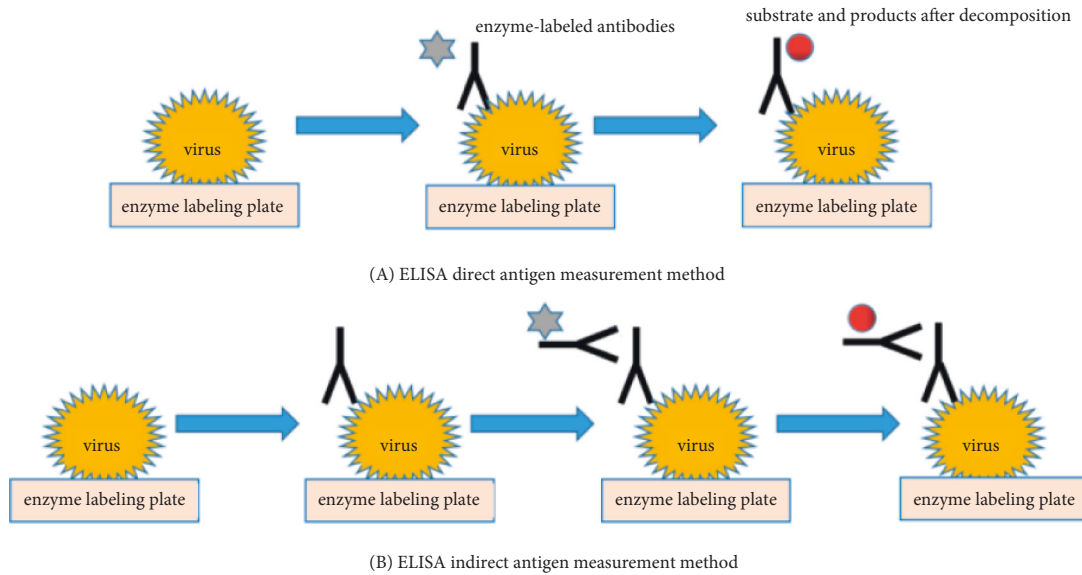 enzyme-labeled antibodies
substrate and products after decomposition
virus
virus
virus
enzyme labeling plate
enzyme labeling plate
enzyme labeling plate
(A) ELISA direct antigen measurement method
virus
virus
virus
virus
enzyme labeling plate
enzyme labeling plate
enzyme labeling plate
enzyme labeling plate
(B) ELISA indirect antigen measurement method